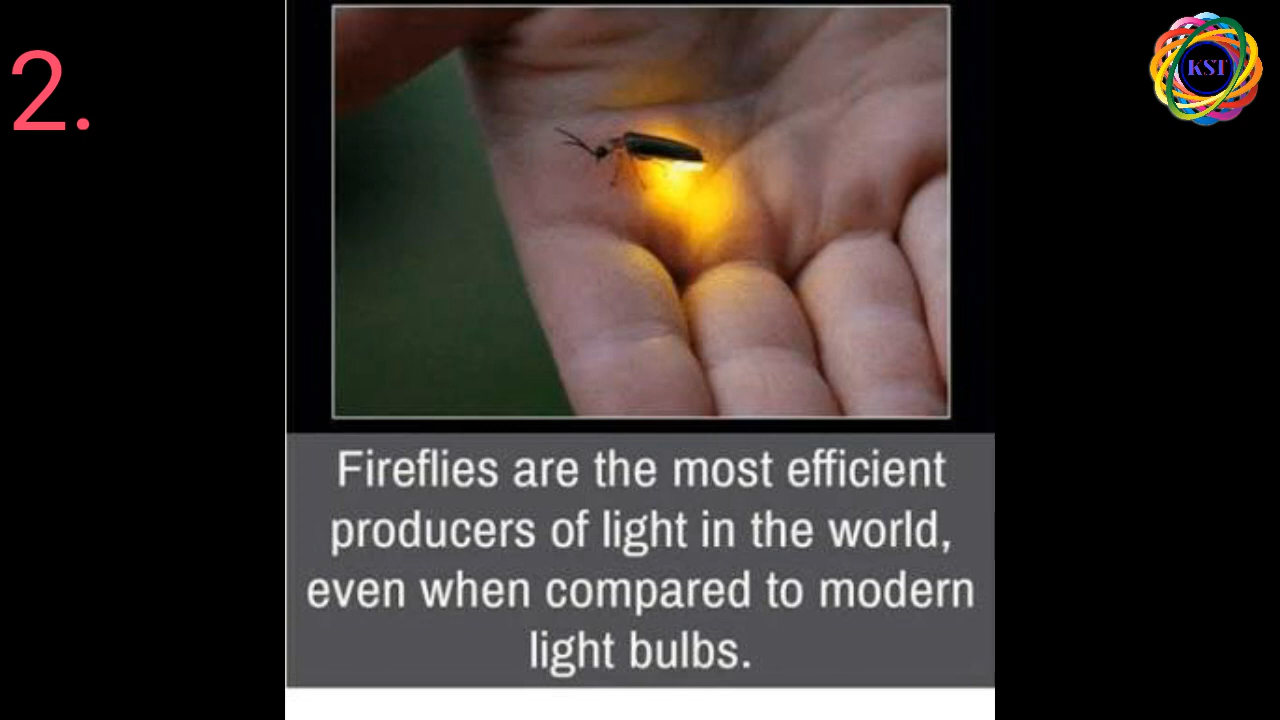 2.
KST
Fireflies are the most efficient
producers of light in the world,
even when compared to modern
light bulbs.